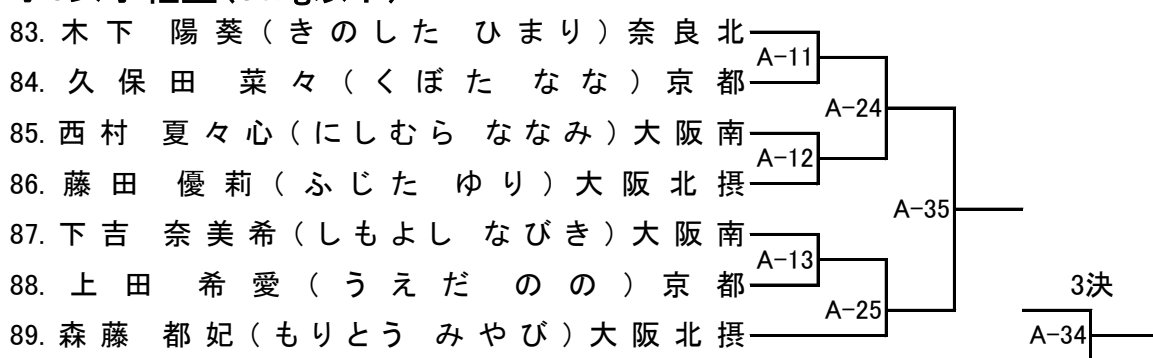 83. 木下 陽葵(きのした ひまり)奈良北
A-11
84. 久保田 菜々(くぼた なな)京都
A-24
85. 西村 夏々心(にしむら ななみ)大阪南
A-12
86. 藤田 優莉(ふじた ゆり)大阪北摂
A-35
87. 下吉 奈美希(しもよし なびき)大阪南
A-13
88. 上田 希愛(うえだ のの)京都
3決
A-25
89. 森藤 都妃(もりとう みやび)大阪北摂
A-34